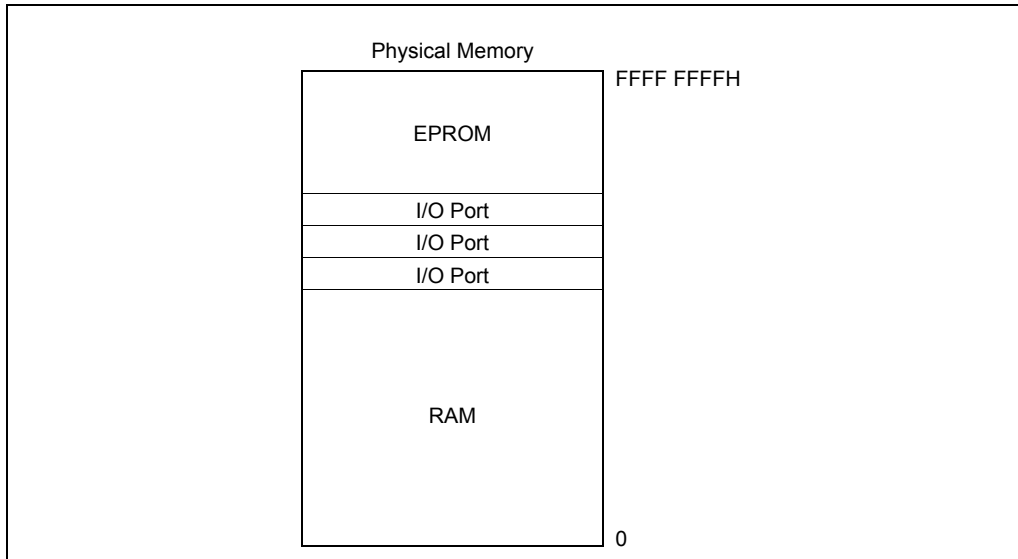 Physical Memory
FFFF FFFFH
EPROM
I/O Port
I/O Port
I/O Port
RAM
0